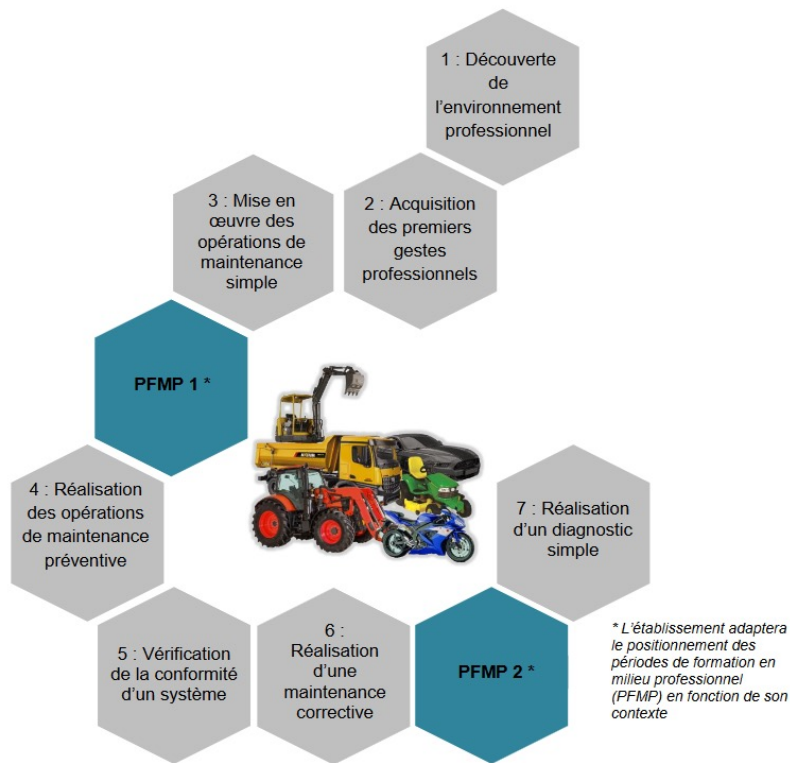 1 : Découverte
de
l'environnement
professionnel
2 : Acquisition
des premiers
gestes
professionnels
3 : Mise en
œuvre des
opérations de
maintenance
simple
PFMP 1 *
4 : Réalisation
des opérations
de maintenance
préventive
5 : Vérification
de la conformité
d'un système
6 :
Réalisation
d'une
maintenance
corrective
PFMP 2 *
7 : Réalisation
d'un diagnostic
simple
* L'établissement adaptera
le positionnement des
périodes de formation en
milieu professionnel
(PFMP) en fonction de son
contexte